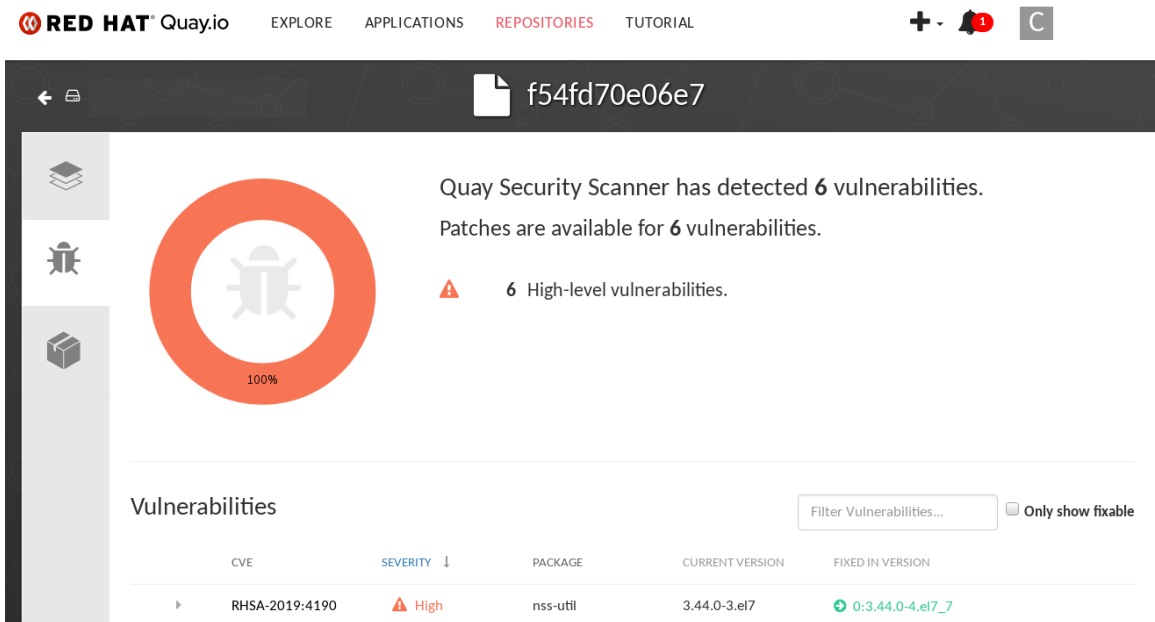 RED HAT Quay.io EXPLORE APPLICATIONS REPOSITORIES TUTORIAL 1 C
f54fd70e06e7
Quay Security Scanner has detected 6 vulnerabilities.
Patches are available for 6 vulnerabilities.
6 High-level vulnerabilities.
100%
Vulnerabilities
Filter Vulnerabilities... Only show fixable
CVE SEVERITY PACKAGE CURRENT VERSION FIXED IN VERSION
RHSA-2019:4190 High nss-util 3.44.0-3.el7 0:3.44.0-4.el7_7